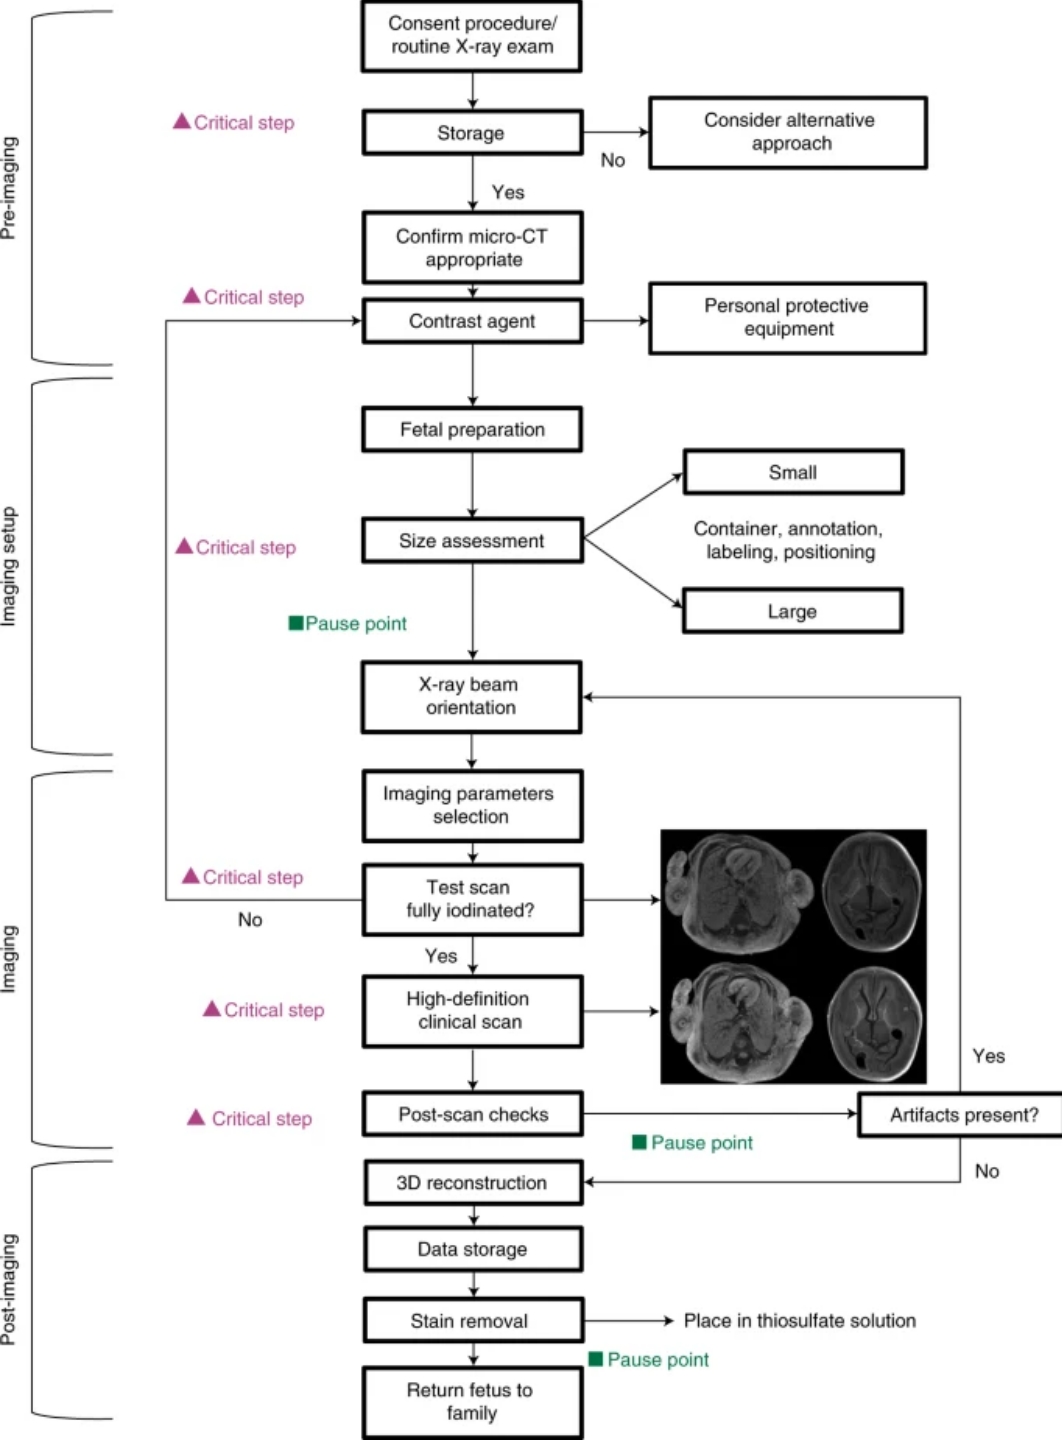 Consent procedure/
routine X-ray exam
▲Critical step
Storage
Consider alternative
approach
No
Yes
Pre-imaging
Confirm micro-CT
appropriate
▲Critical step
Contrast agent
Personal protective
equipment
Fetal preparation
Small
Imaging setup
▲Critical step
Size assessment
Container, annotation,
labeling, positioning
Large
■Pause point
X-ray beam
orientation
Imaging parameters
selection
▲Critical step
Test scan
fully iodinated?
No
Yes
Imaging
▲Critical step
High-definition
clinical scan
Yes
▲ Critical step
Post-scan checks
Artifacts present?
■ Pause point
No
3D reconstruction
Data storage
Post-imaging
Stain removal
Place in thiosulfate solution
■ Pause point
Return fetus to
family